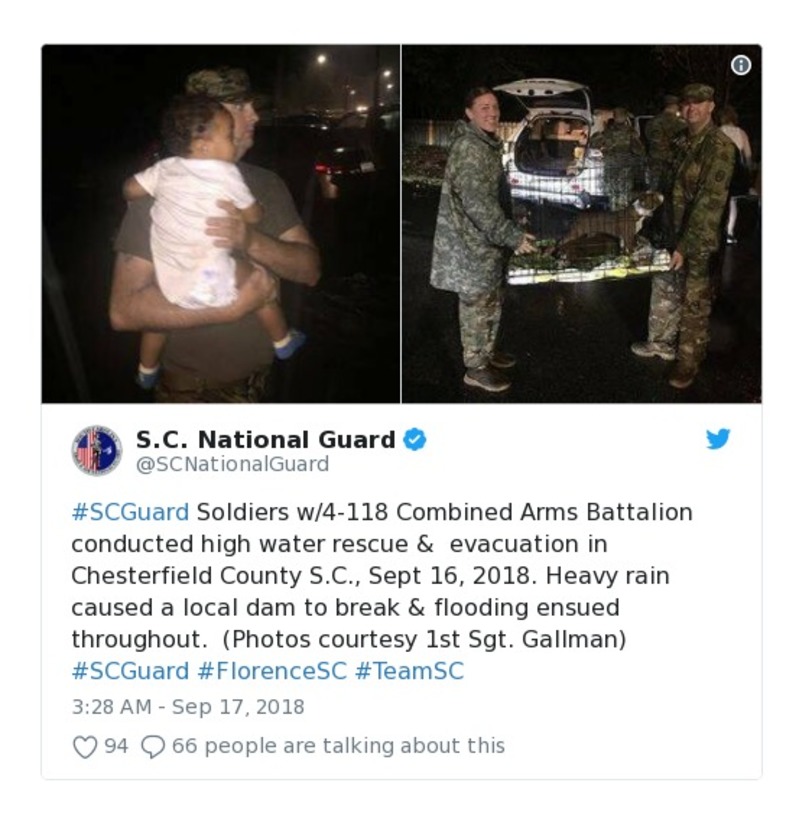 S.C. National Guard
@SCNationalGuard
#SCGuard Soldiers w/4-118 Combined Arms Battalion
conducted high water rescue &  evacuation in
Chesterfield County S.C., Sept 16, 2018. Heavy rain
caused a local dam to break & flooding ensued
throughout.  (Photos courtesy 1st Sgt. Gallman)
#SCGuard #FlorenceSC #TeamSC
3:28 AM - Sep 17, 2018
94 66 people are talking about this